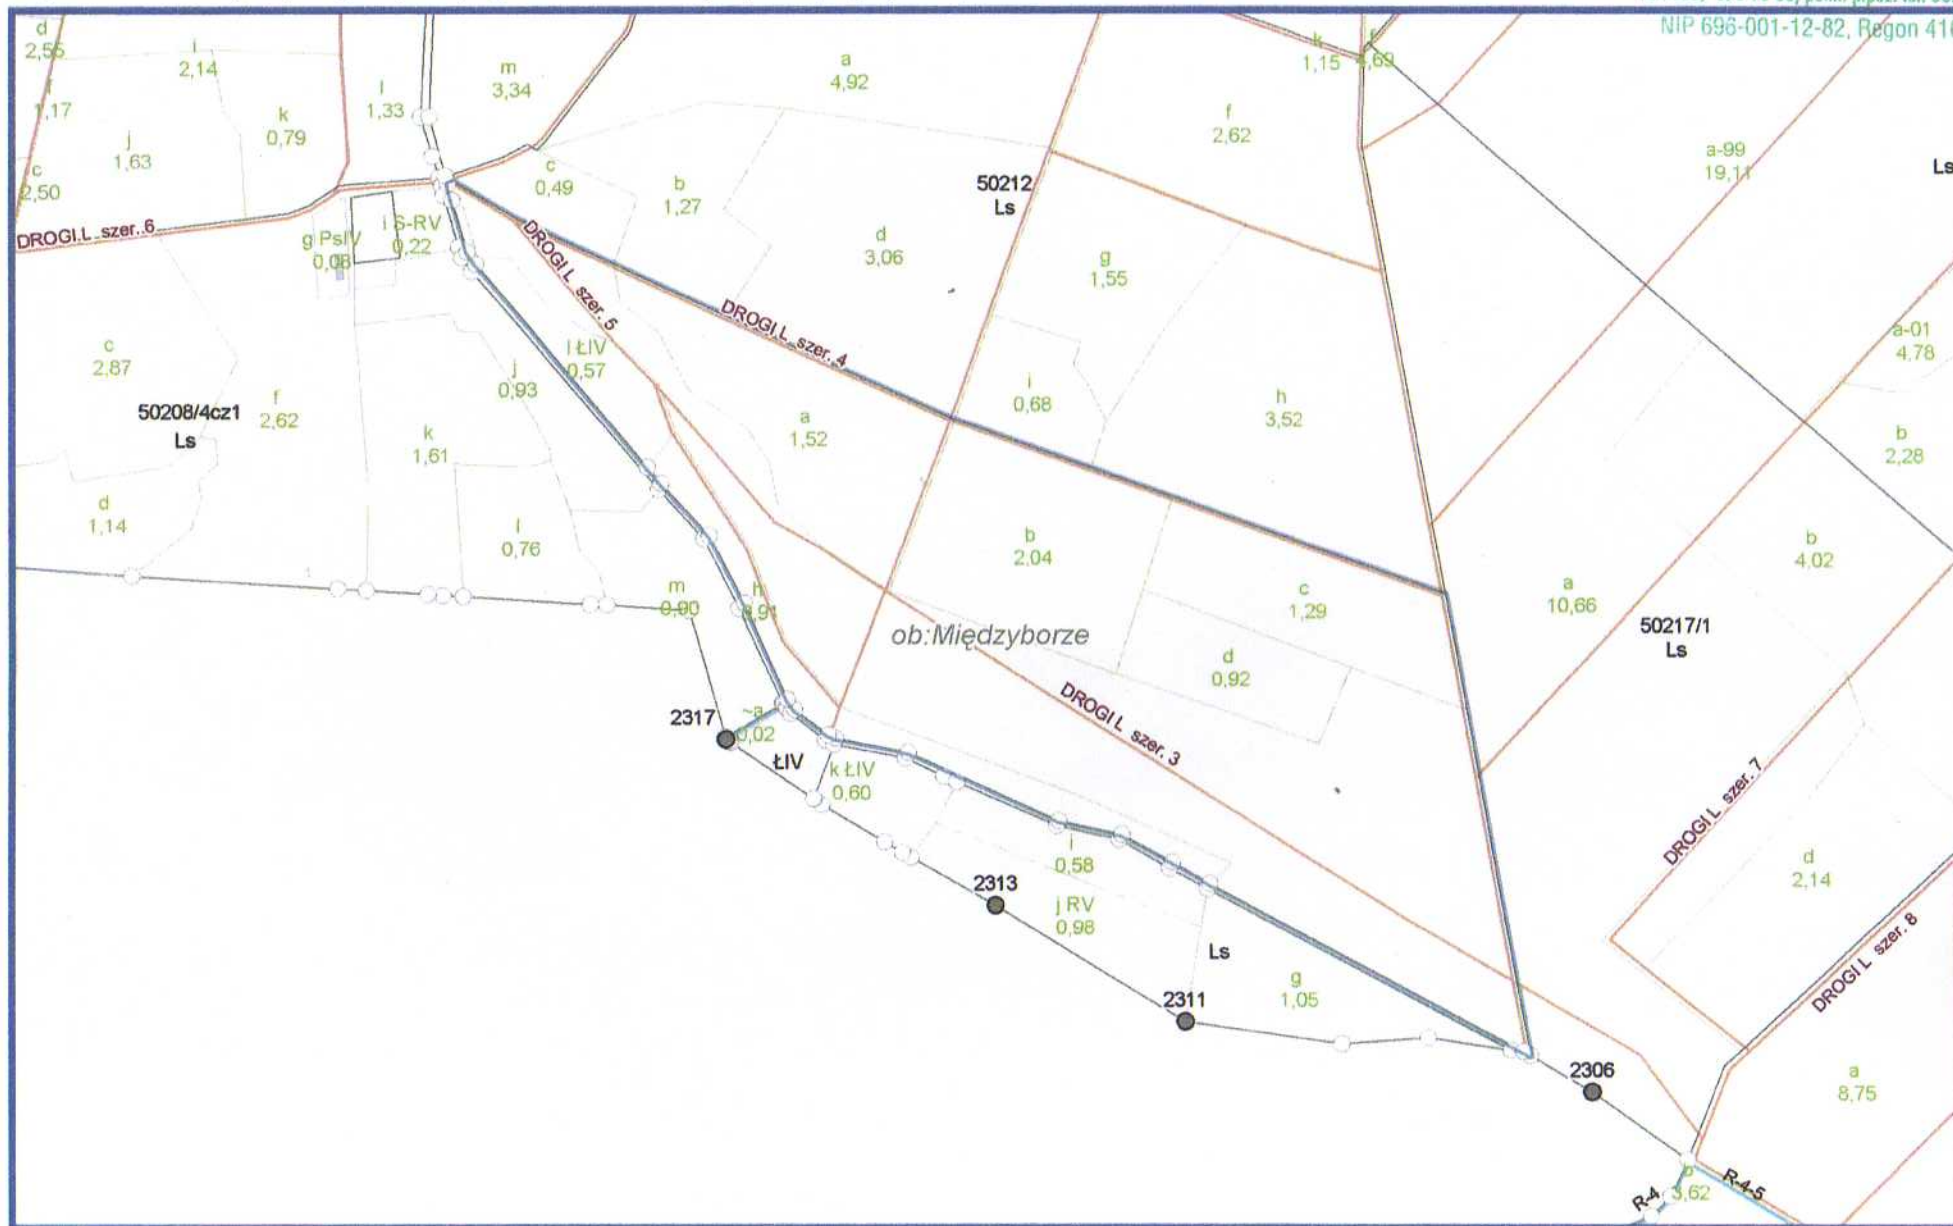 NIP 696-001-12-82, Regon 410
d
2,55
i
2,14
l
1,33
m
3,34
a
4,92
k
1,15
f
4,69
1,17
j
1,63
k
0,79
f
2,62
a-99
19,11
Ls
c
2,50
c
0,49
b
1,27
50212
Ls
DROGI.L szer. 6
g PsIV
0,08
i S-RV
0,22
DROGI L szer. 5
d
3,06
g
1,55
DROGI L szer. 4
a-01
4.78
c
2,87
j
0,93
l ŁIV
0,57
i
0,68
h
3,52
50208/4cz1
Ls
f
2,62
k
1,61
a
1,52
b
2,28
d
1,14
l
0,76
b
2,04
b
4,02
m
0,90
h
c
1,29
a
10,66
50217/1
Ls
ob:Międzyborze
d
0,92
DROGI L szer. 3
2317
~a
0,02
ŁIV
k ŁIV
0,60
DROGI L szer. 7
i
0,58
d
2,14
2313
j RV
0,98
Ls
DROGI L szer. 8
g
1,05
2311
2306
a
8,75
R-4
b
3,62
R-4-5